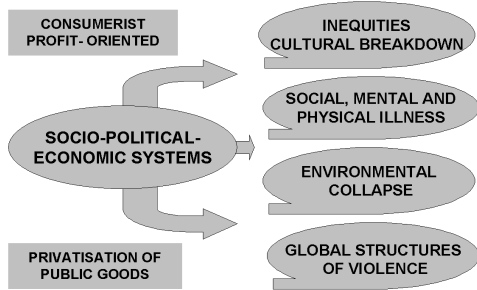 CONSUMERIST
PROFIT- ORIENTED
SOCIO-POLITICAL-
ECONOMIC SYSTEMS
PRIVATISATION OF
PUBLIC GOODS
INEQUITIES
CULTURAL BREAKDOWN
SOCIAL, MENTAL AND
PHYSICAL ILLNESS
ENVIRONMENTAL
COLLAPSE
GLOBAL STRUCTURES
OF VIOLENCE